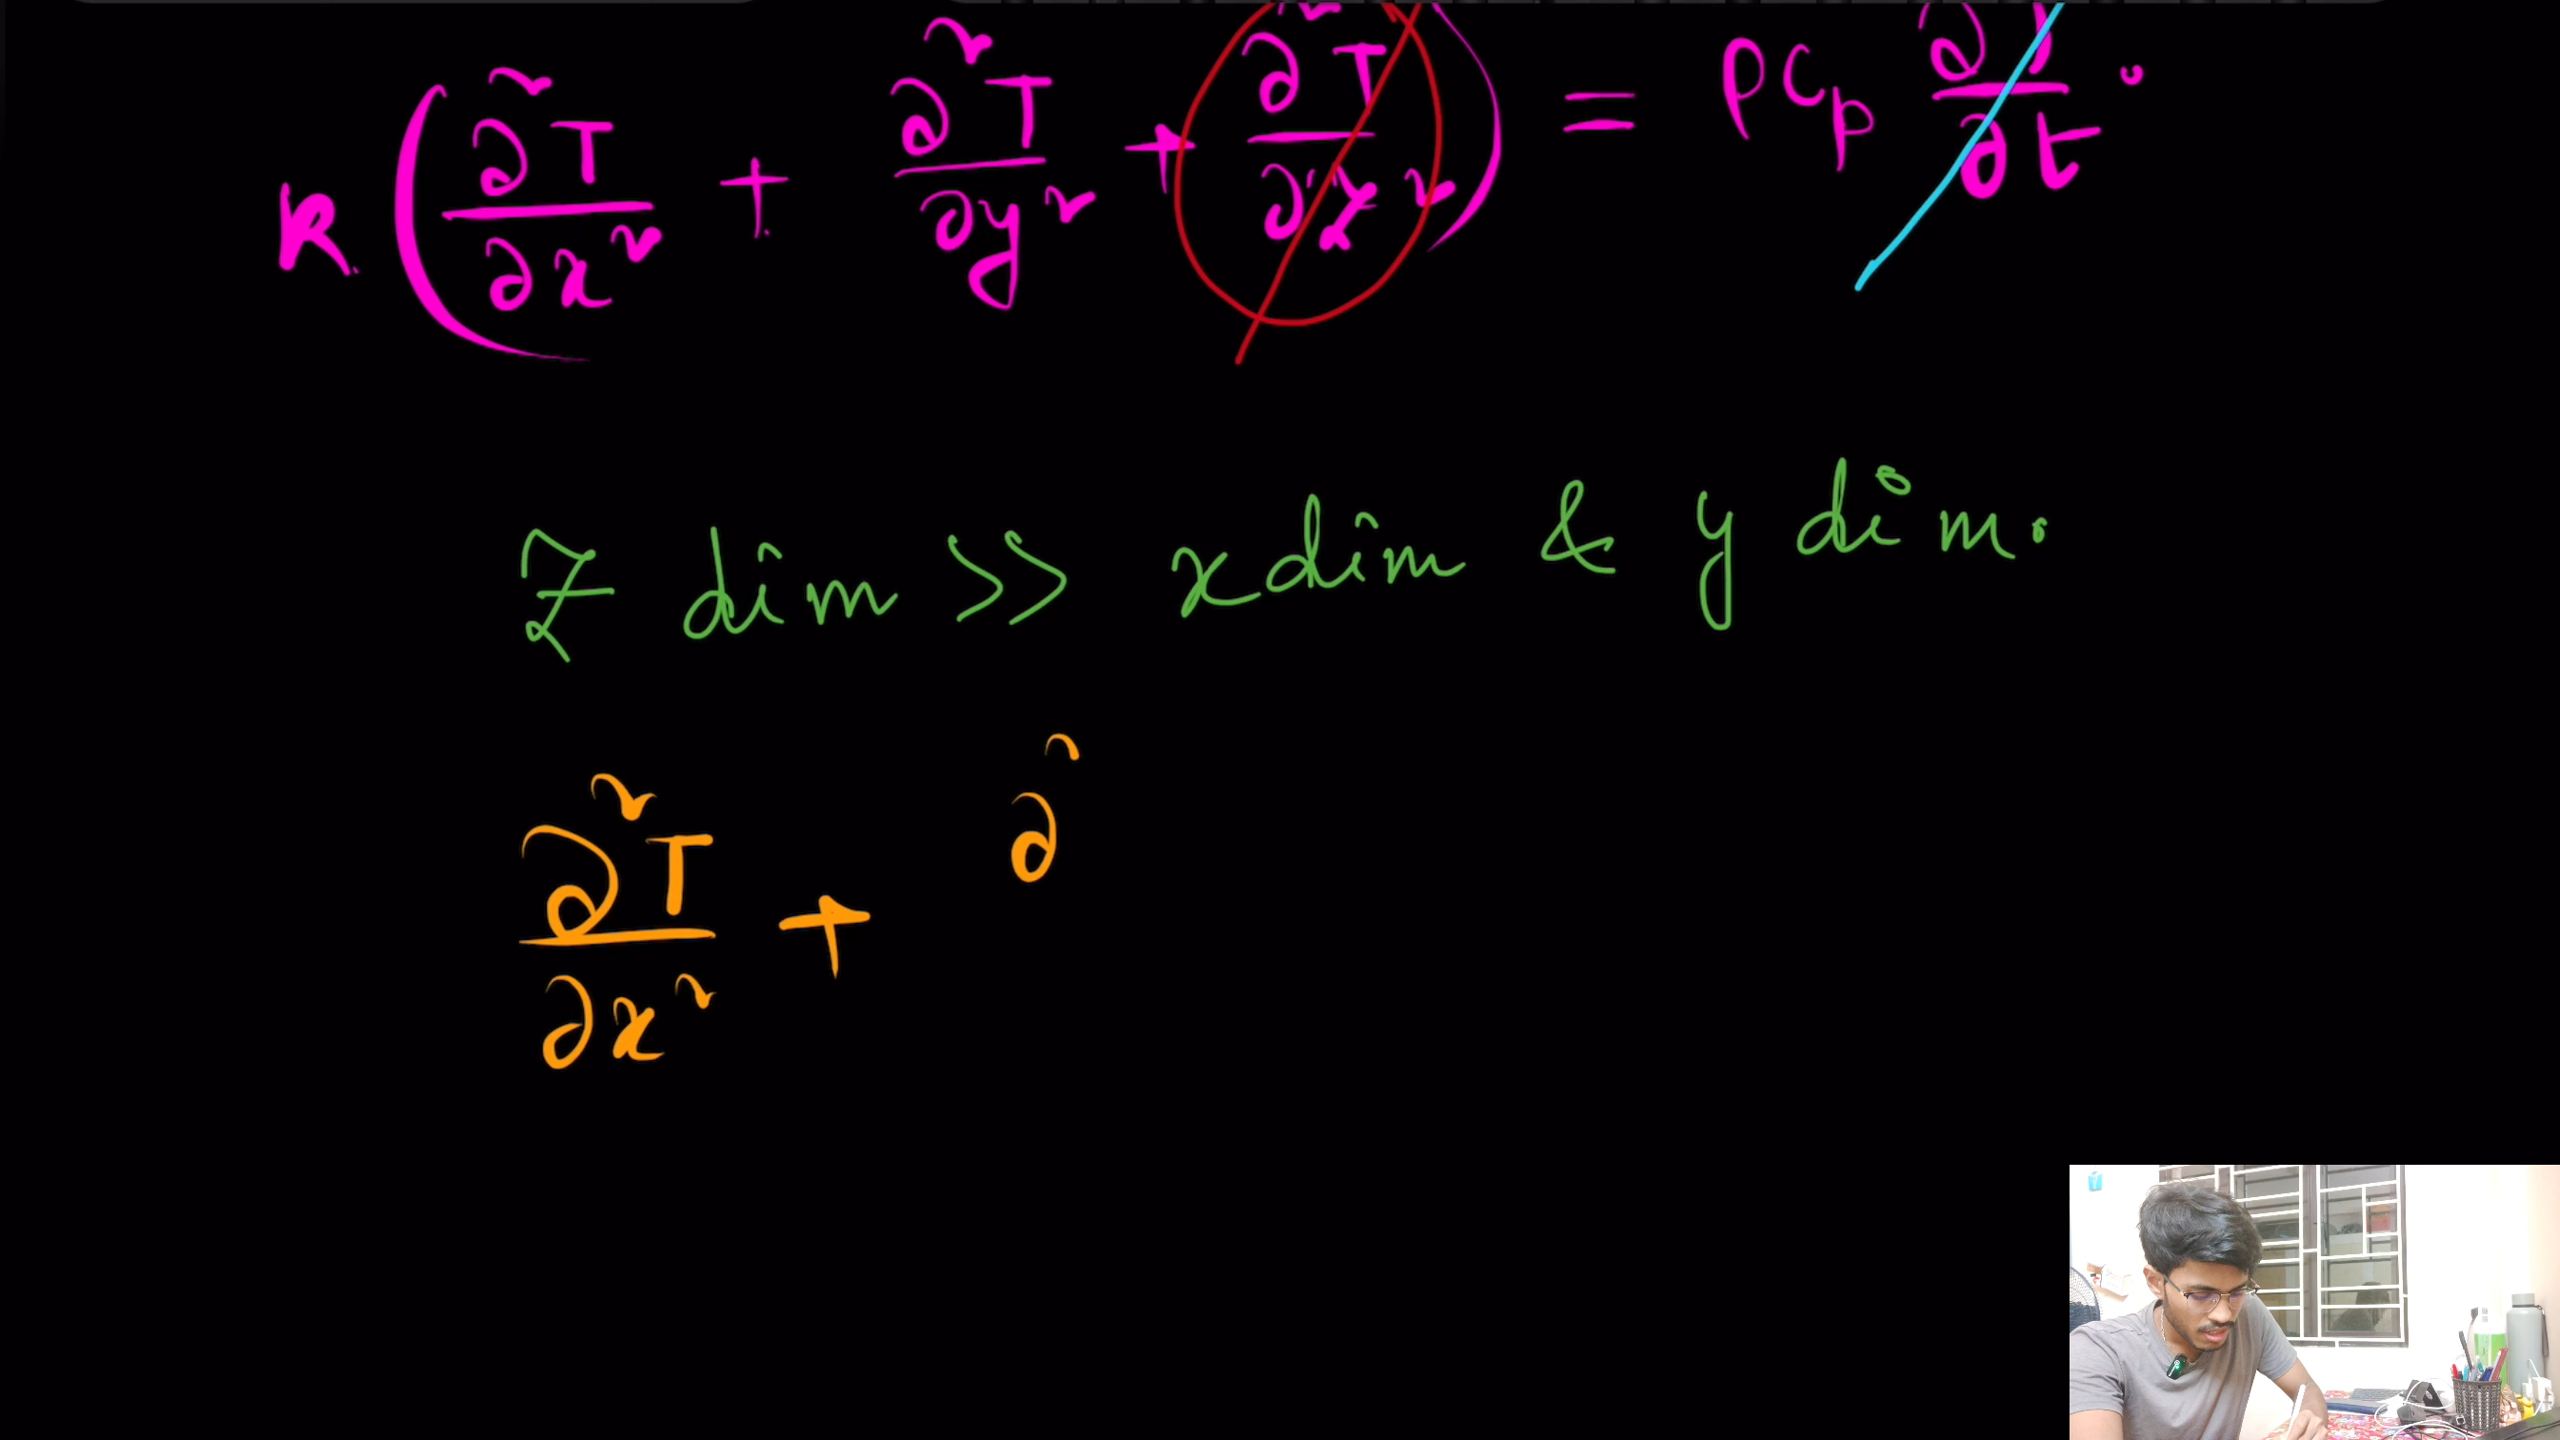 k (∂²T/∂x² + ∂²T/∂y² + ∂²T/∂z²) = ρCp ∂T/∂t .
Z dim >> x dim & y dim.
∂²T/∂x² + ∂²